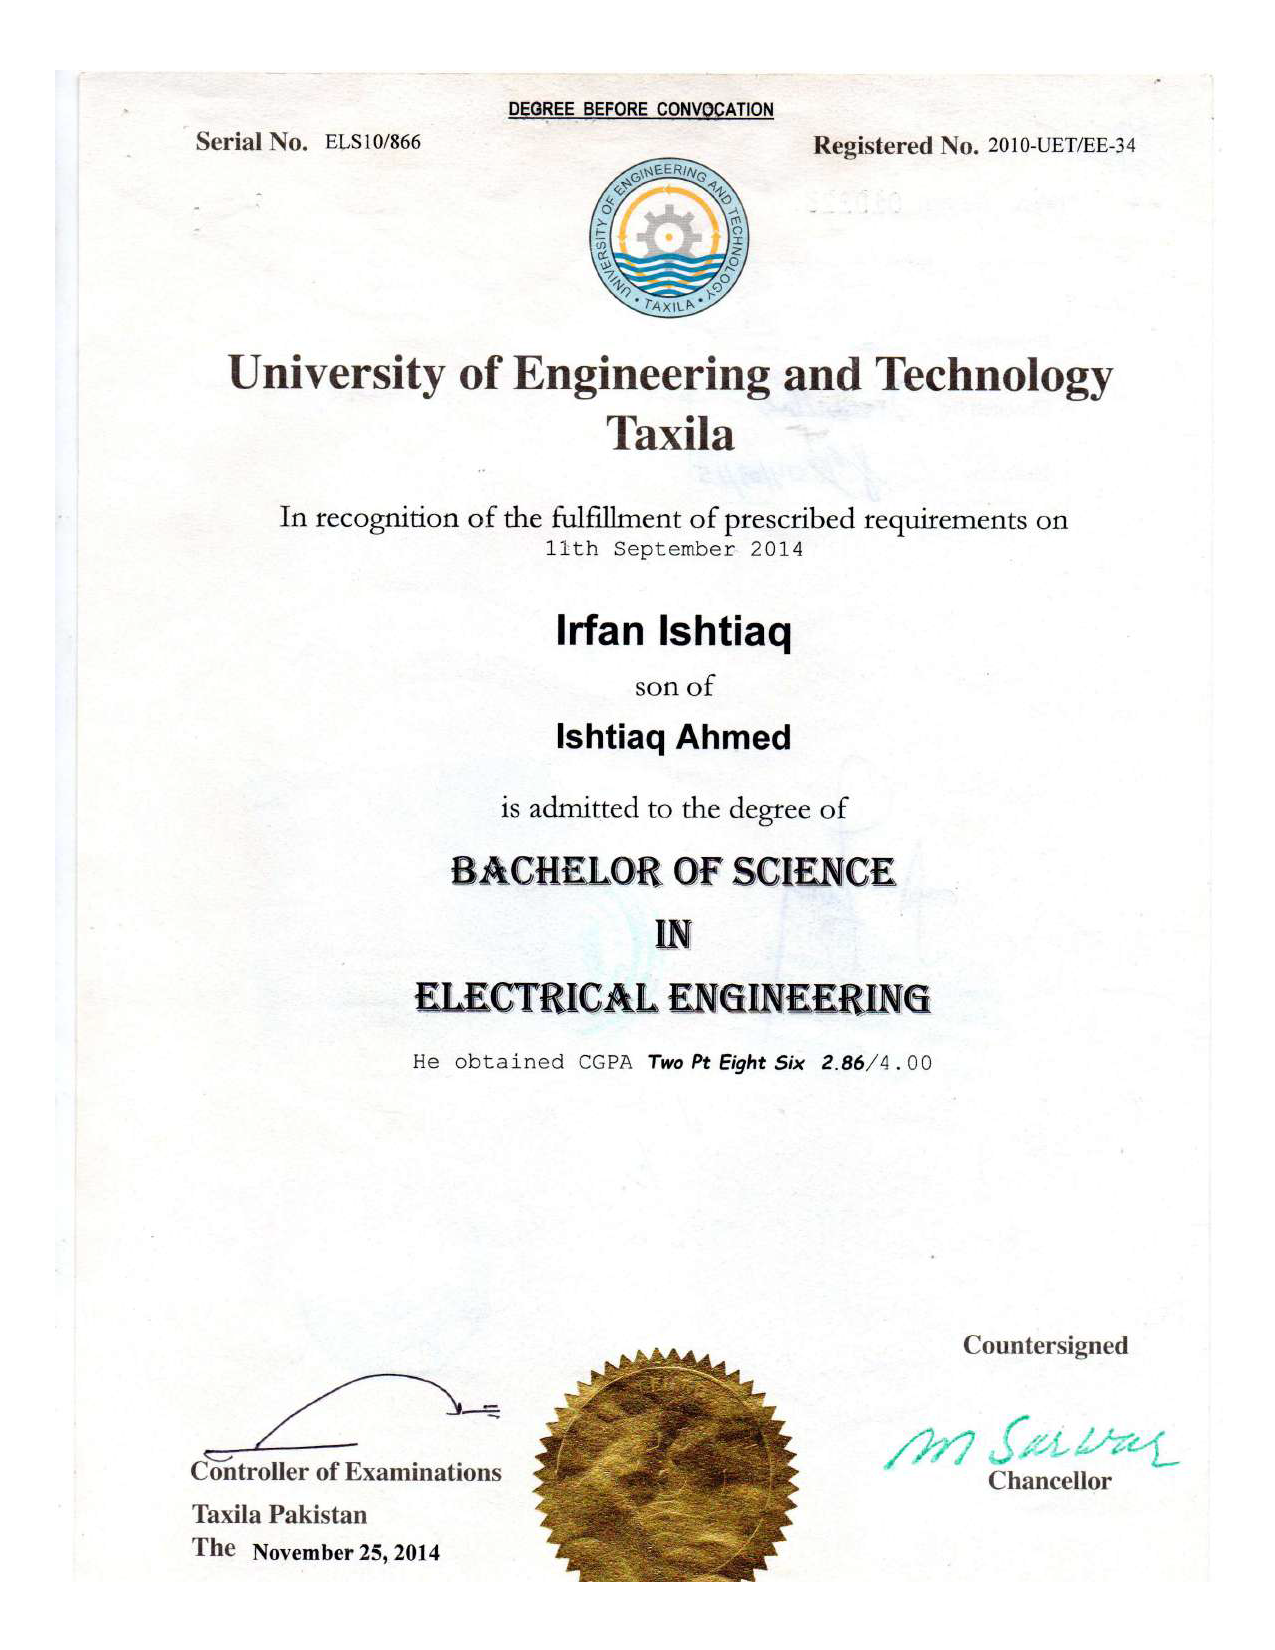 DEGREE BEFORE CONVOCATION
Serial No. ELS10/866
Registered No. 2010-UET/EE-34
UNIVERSITY OF ENGINEERING AND TECHNOLOGY
• TAXILA •
University of Engineering and Technology
Taxila
In recognition of the fulfillment of prescribed requirements on
11th September 2014
Irfan Ishtiaq
son of
Ishtiaq Ahmed
is admitted to the degree of
BACHELOR OF SCIENCE
IN
ELECTRICAL ENGINEERING
He obtained CGPA Two Pt Eight Six 2.86/4.00
Countersigned
M Sarwar
Controller of Examinations
Chancellor
Taxila Pakistan
The November 25, 2014